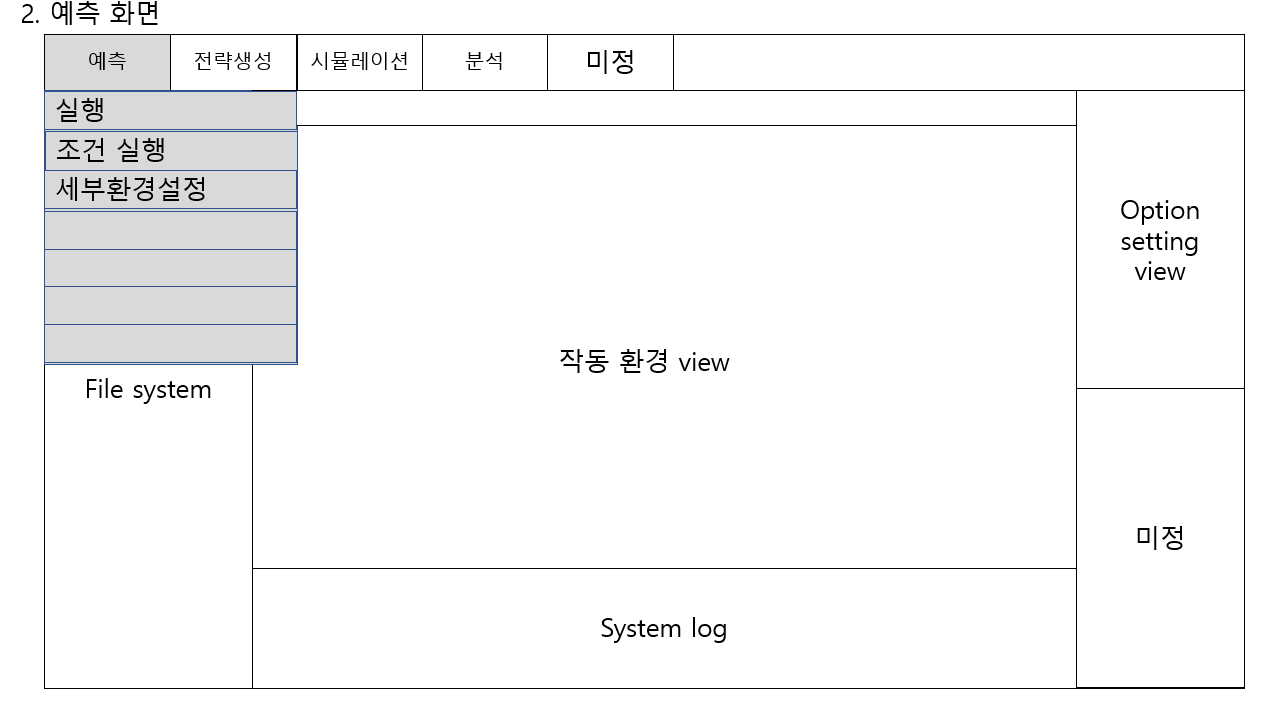 2. 예측 화면
예측
전략생성
시뮬레이션
분석
미정
실행
조건 실행
세부환경설정
File system
작동 환경 view
System log
Option
setting
view
미정